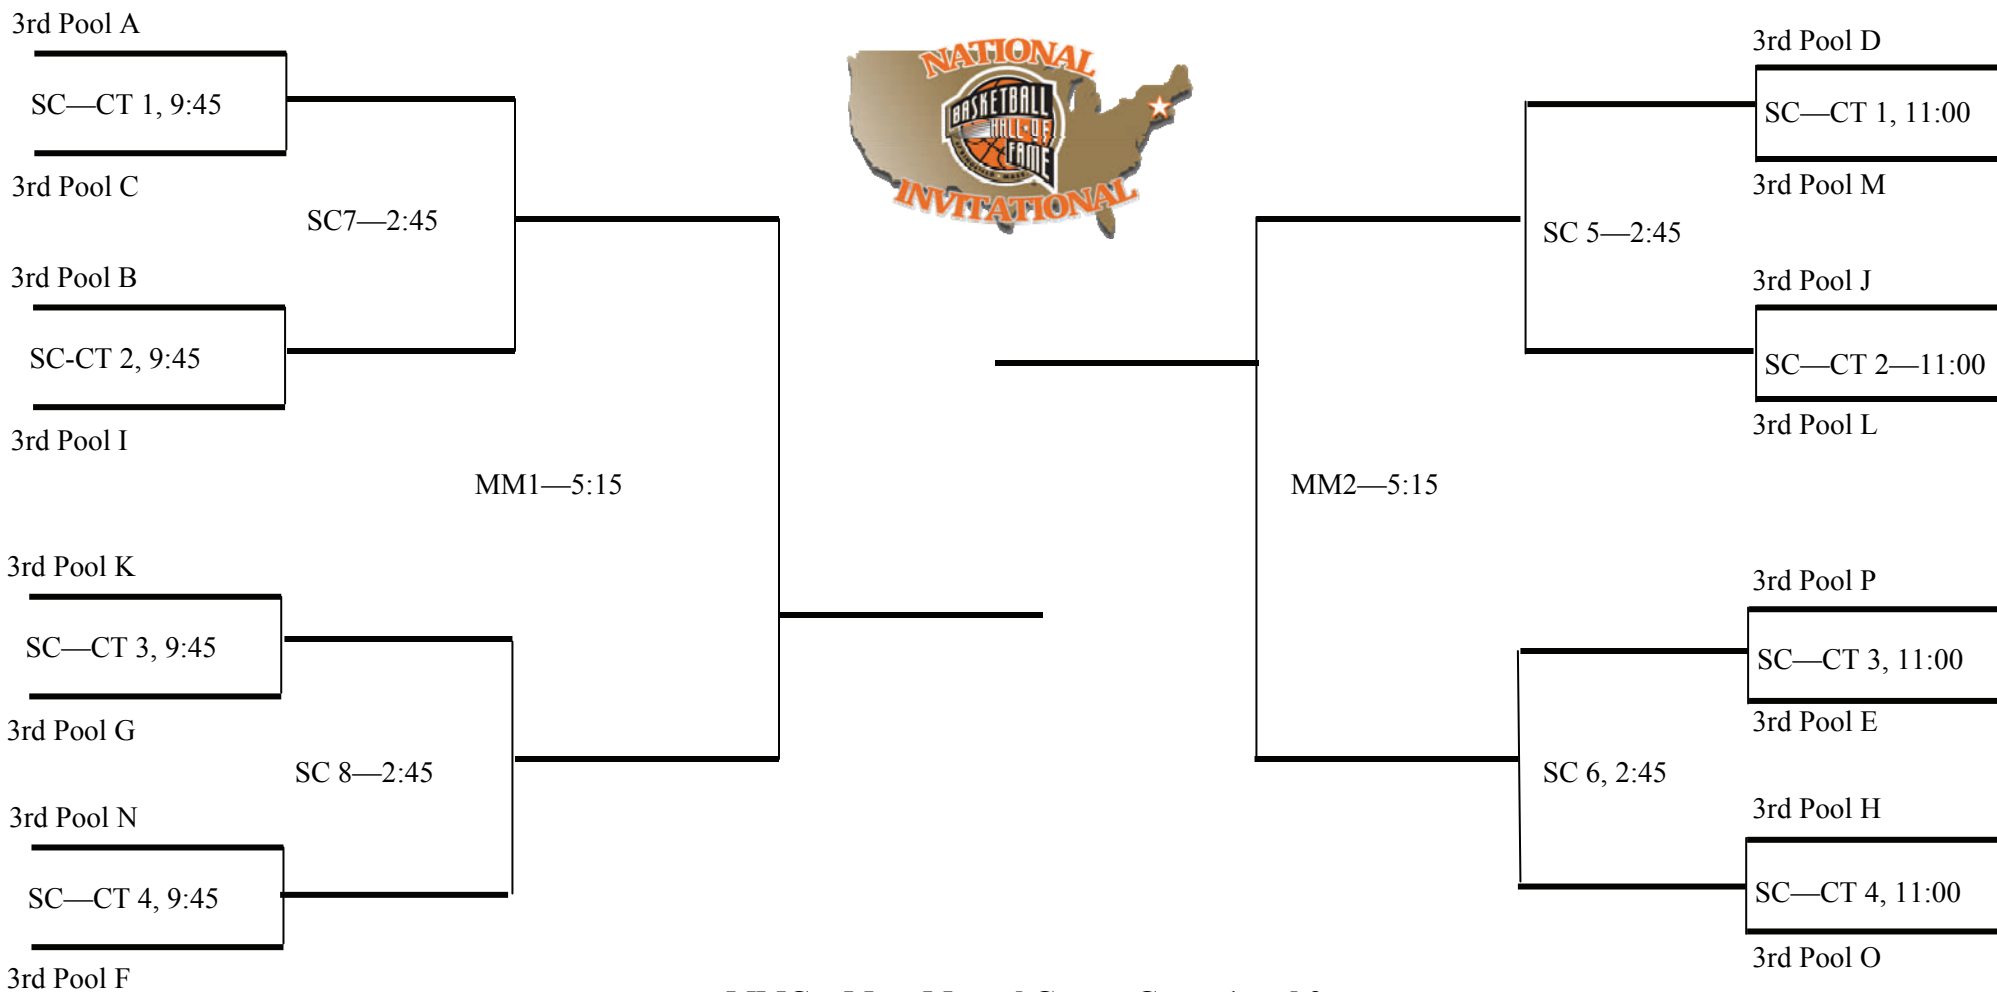 3rd Pool A
SC—CT 1, 9:45
3rd Pool C
SC7—2:45
3rd Pool B
SC-CT 2, 9:45
3rd Pool I
MM1—5:15
3rd Pool K
SC—CT 3, 9:45
3rd Pool G
SC 8—2:45
3rd Pool N
SC—CT 4, 9:45
3rd Pool F
NATIONAL
BASKETBALL
HALL OF
FAME
INVITATIONAL
3rd Pool D
SC—CT 1, 11:00
3rd Pool M
SC 5—2:45
3rd Pool J
SC—CT 2—11:00
3rd Pool L
MM2—5:15
3rd Pool P
SC—CT 3, 11:00
3rd Pool E
SC 6, 2:45
3rd Pool H
SC—CT 4, 11:00
3rd Pool O